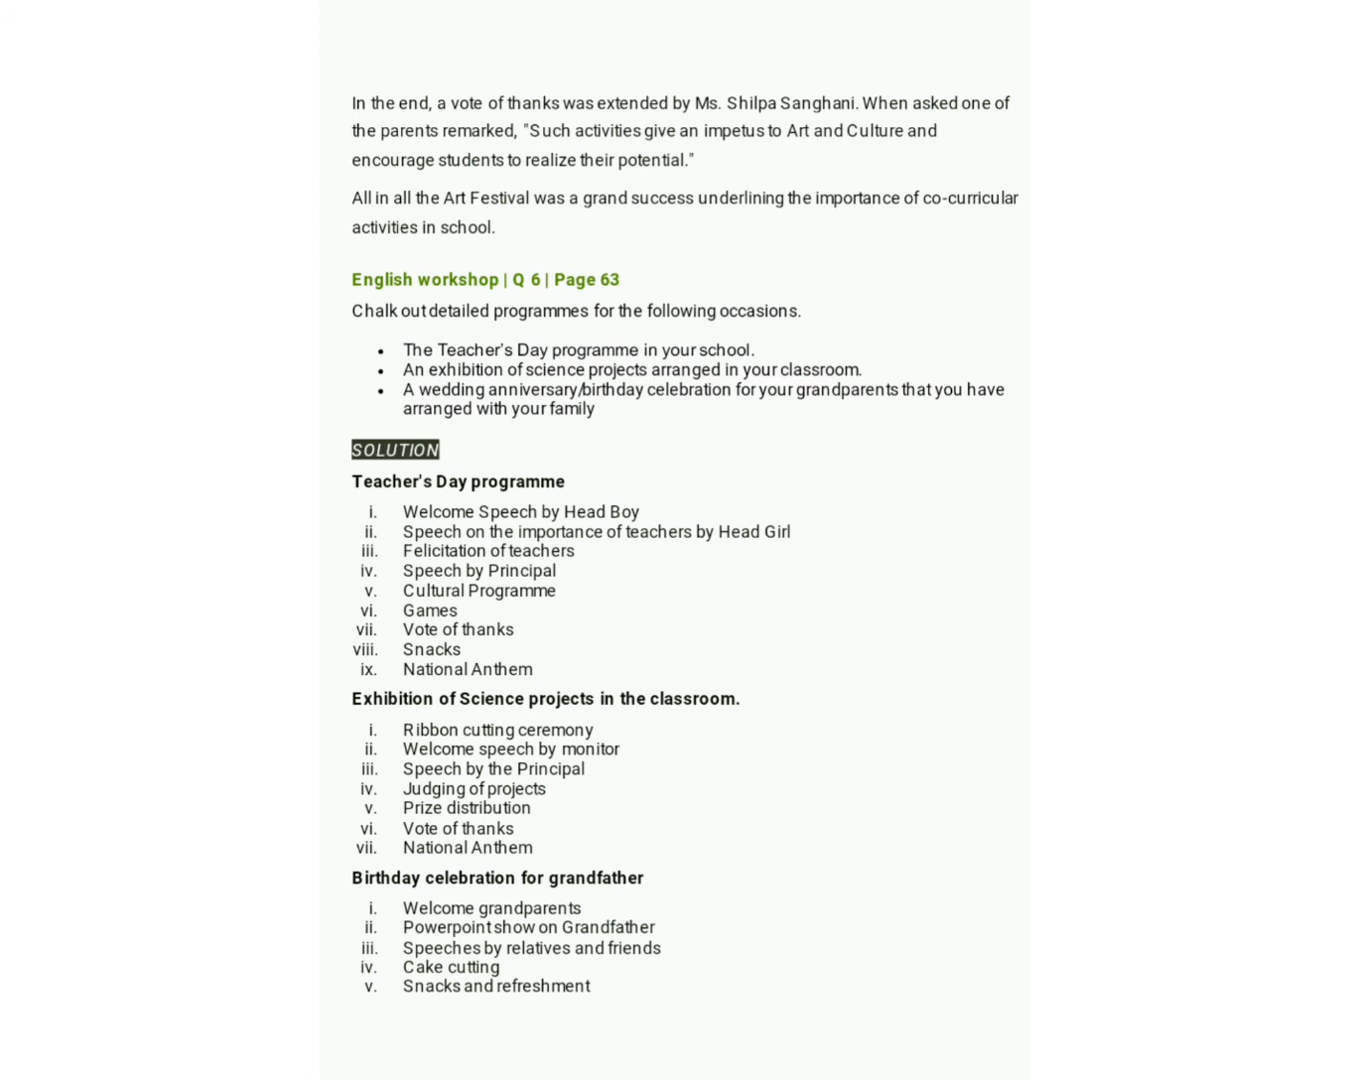 In the end, a vote of thanks was extended by Ms. Shilpa Sanghani. When asked one of
the parents remarked, "Such activities give an impetus to Art and Culture and
encourage students to realize their potential."
All in all the Art Festival was a grand success underlining the importance of co-curricular
activities in school.
English workshop | Q 6 | Page 63
Chalk out detailed programmes for the following occasions.
• The Teacher's Day programme in your school.
• An exhibition of science projects arranged in your classroom.
• A wedding anniversary/birthday celebration for your grandparents that you have
arranged with your family
SOLUTION
Teacher's Day programme
i. Welcome Speech by Head Boy
ii. Speech on the importance of teachers by Head Girl
iii. Felicitation of teachers
iv. Speech by Principal
v. Cultural Programme
vi. Games
vii. Vote of thanks
viii. Snacks
ix. National Anthem
Exhibition of Science projects in the classroom.
i. Ribbon cutting ceremony
ii. Welcome speech by monitor
iii. Speech by the Principal
iv. Judging of projects
v. Prize distribution
vi. Vote of thanks
vii. National Anthem
Birthday celebration for grandfather
i. Welcome grandparents
ii. Powerpoint show on Grandfather
iii. Speeches by relatives and friends
iv. Cake cutting
v. Snacks and refreshment